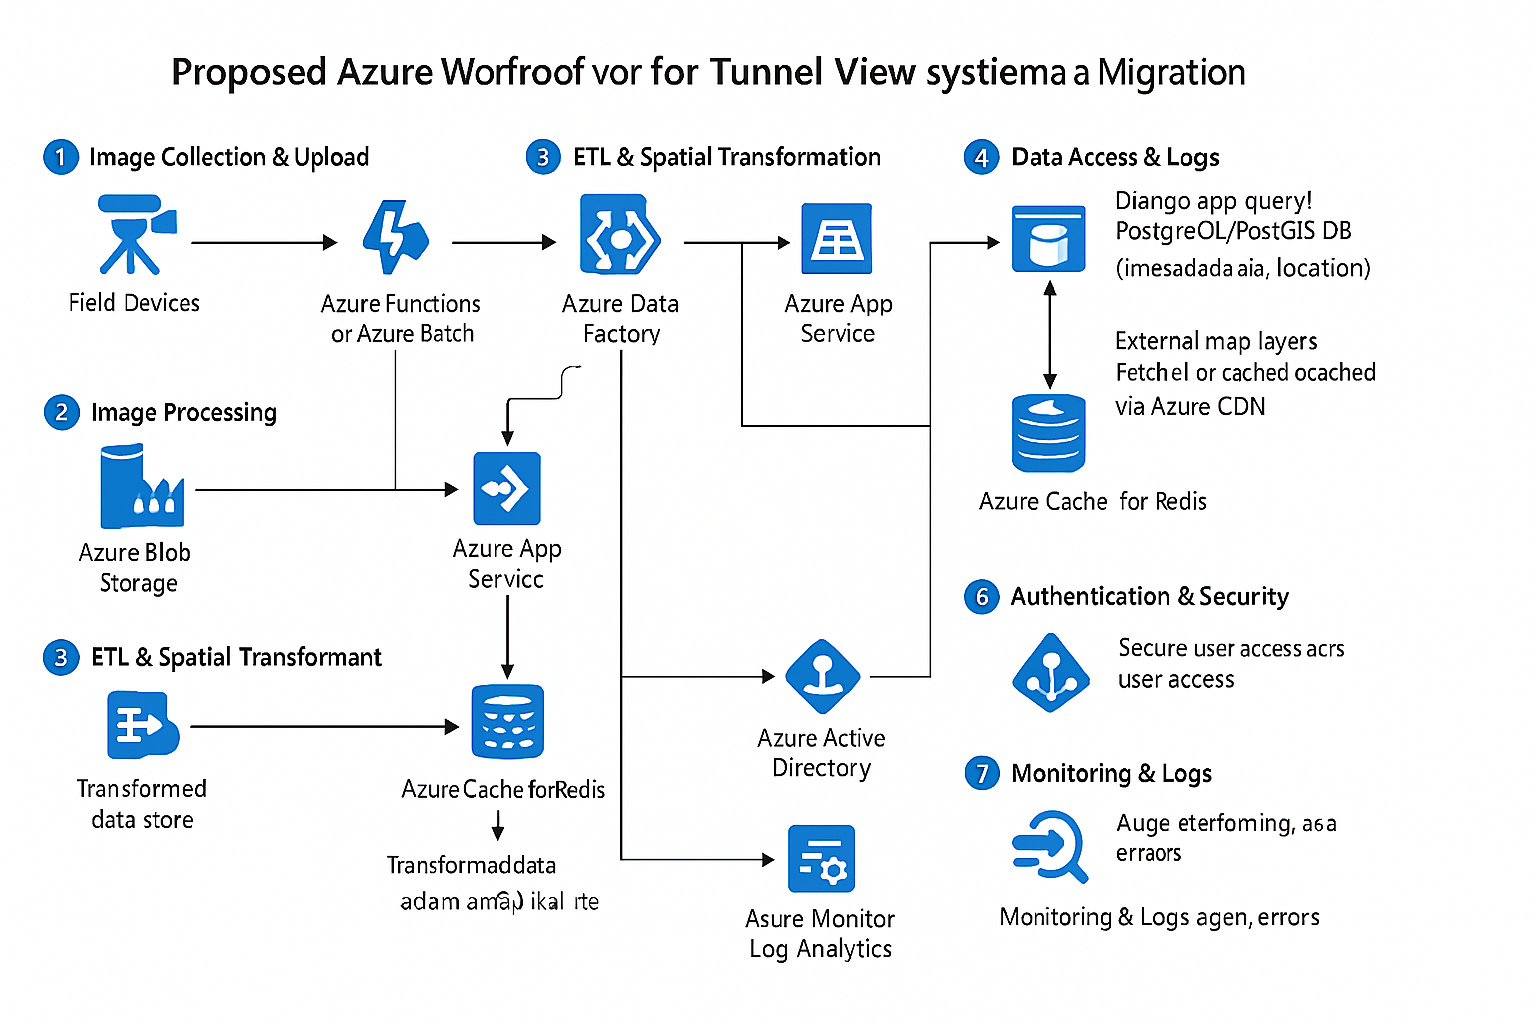 Proposed Azure Worfroof vor for Tunnel View systiema a Migration
1 Image Collection & Upload
Field Devices
Azure Functions
or Azure Batch
3 ETL & Spatial Transformation
Azure Data
Factory
Azure App
Service
4 Data Access & Logs
Diango app query!
PostgreOL/PostGIS DB
(imesadada aia, location)
External map layers
Fetchel or cached ocached
via Azure CDN
Azure Cache for Redis
2 Image Processing
Azure Blob
Storage
Azure App
Servicc
3 ETL & Spatial Transformant
Transformed
data store
Azure Cache forRedis
Transformaddata
adam
Azure Active
Directory
Asure Monitor
Log Analytics
6 Authentication & Security
Secure user access acrs
user access
7 Monitoring & Logs
Auge eterfoming, asa
erraors
Monitoring & Logs agen, errors